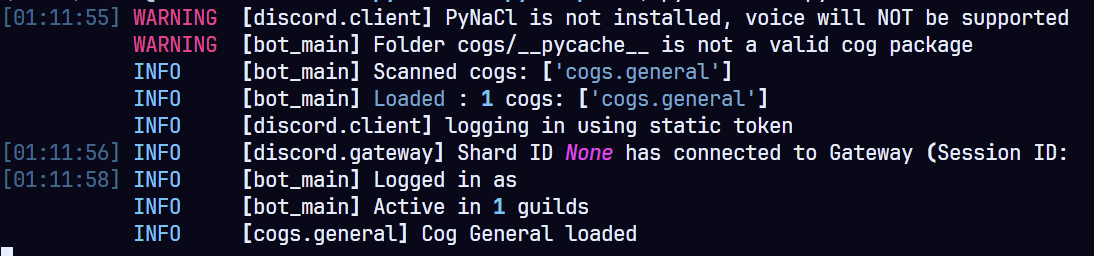 [01:11:55] WARNING [discord.client] PyNaCl is not installed, voice will NOT be supported
WARNING [bot_main] Folder cogs/__pycache__ is not a valid cog package
INFO [bot_main] Scanned cogs: ['cogs.general']
INFO [bot_main] Loaded : 1 cogs: ['cogs.general']
INFO [discord.client] logging in using static token
[01:11:56] INFO [discord.gateway] Shard ID None has connected to Gateway (Session ID:
[01:11:58] INFO [bot_main] Logged in as
INFO [bot_main] Active in 1 guilds
INFO [cogs.general] Cog General loaded